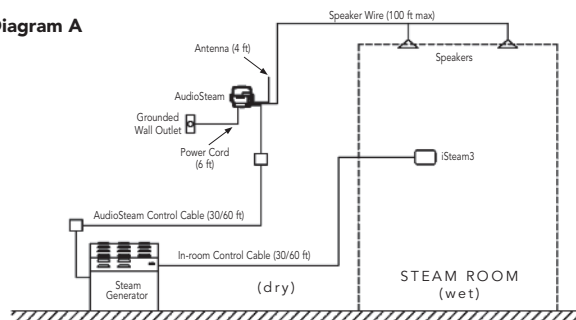 Diagram A
Speaker Wire (100 ft max)
Antenna (4 ft)
Speakers
AudioSteam
Grounded
Wall Outlet
Power Cord
(6 ft)
iSteam3
AudioSteam Control Cable (30/60 ft)
In-room Control Cable (30/60 ft)
Steam
Generator
(dry)
STEAM ROOM
(wet)